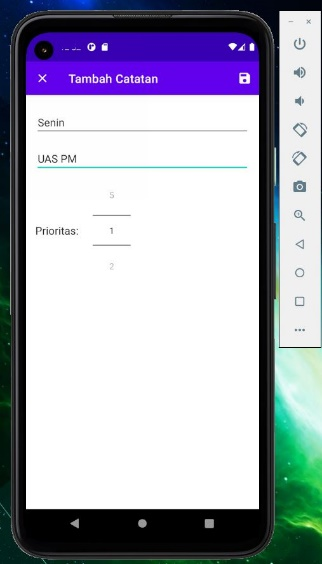 Tambah Catatan
Senin
UAS PM
5
Prioritas: 1
2